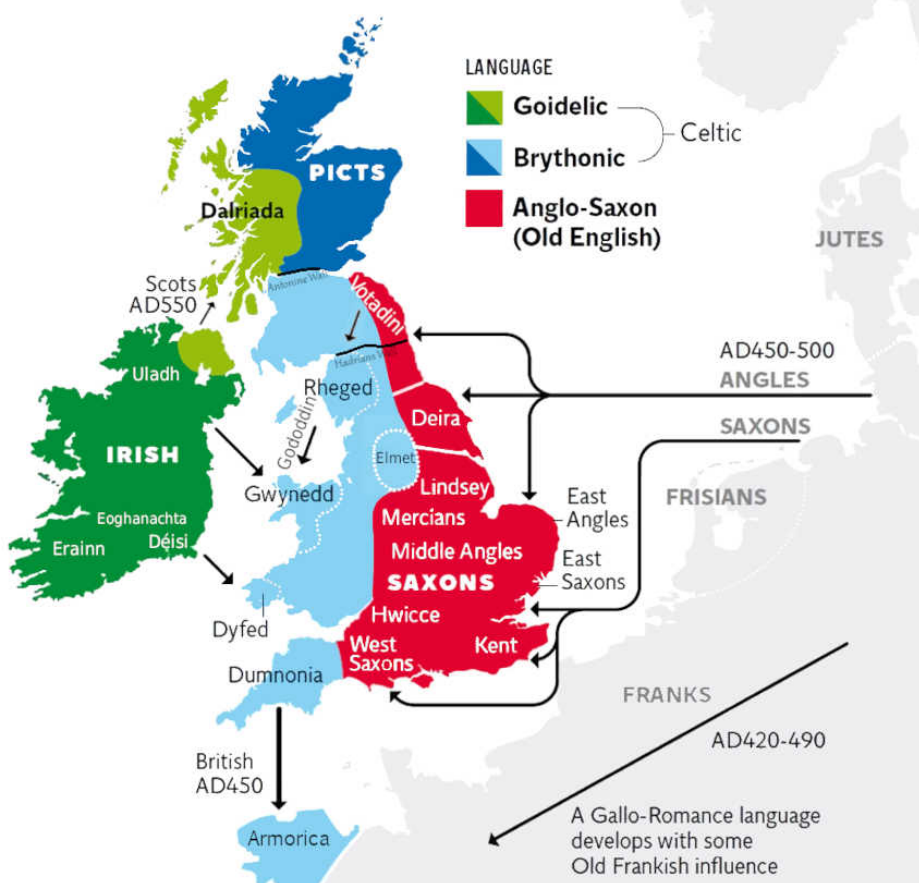 LANGUAGE
Goidelic
Celtic
Brythonic
Anglo-Saxon
(Old English)
PICTS
Dalriada
JUTES
Antonine Wall
Scots
AD550
Votadini
Hadrians Wall
Uladh
Rheged
AD450-500
ANGLES
Deira
SAXONS
Gododdin
IRISH
Elmet
Gwynedd
Lindsey
FRISIANS
East
Angles
Mercians
Eoghanachta
Erainn
Déisi
Middle Angles
East
Saxons
SAXONS
Hwicce
Dyfed
West
Saxons
Kent
Dumnonia
FRANKS
AD420-490
British
AD450
Armorica
A Gallo-Romance language
develops with some
Old Frankish influence